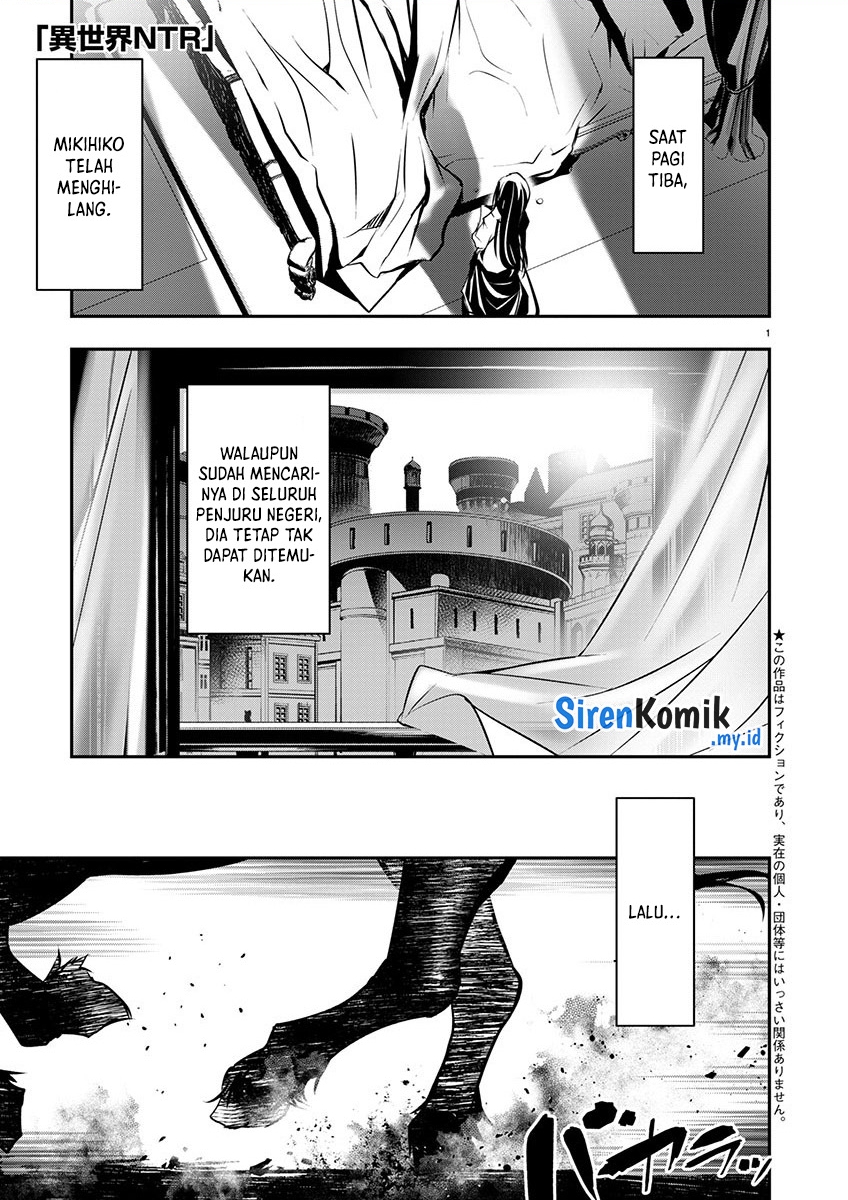 「異世界NTR」
SAAT
PAGI
TIBA,
MIKIHIKO
TELAH
MENGHI-
LANG.
1
WALAUPUN
SUDAH MENCARI-
NYA DI SELURUH
PENJURU NEGERI,
DIA TETAP TAK
DAPAT DITEMU-
KAN.
SirenKomik
.my.id
★この作品はフィクションであり、実在の個人・団体等にはいっさい関係ありません。
LALU...
バカラッ